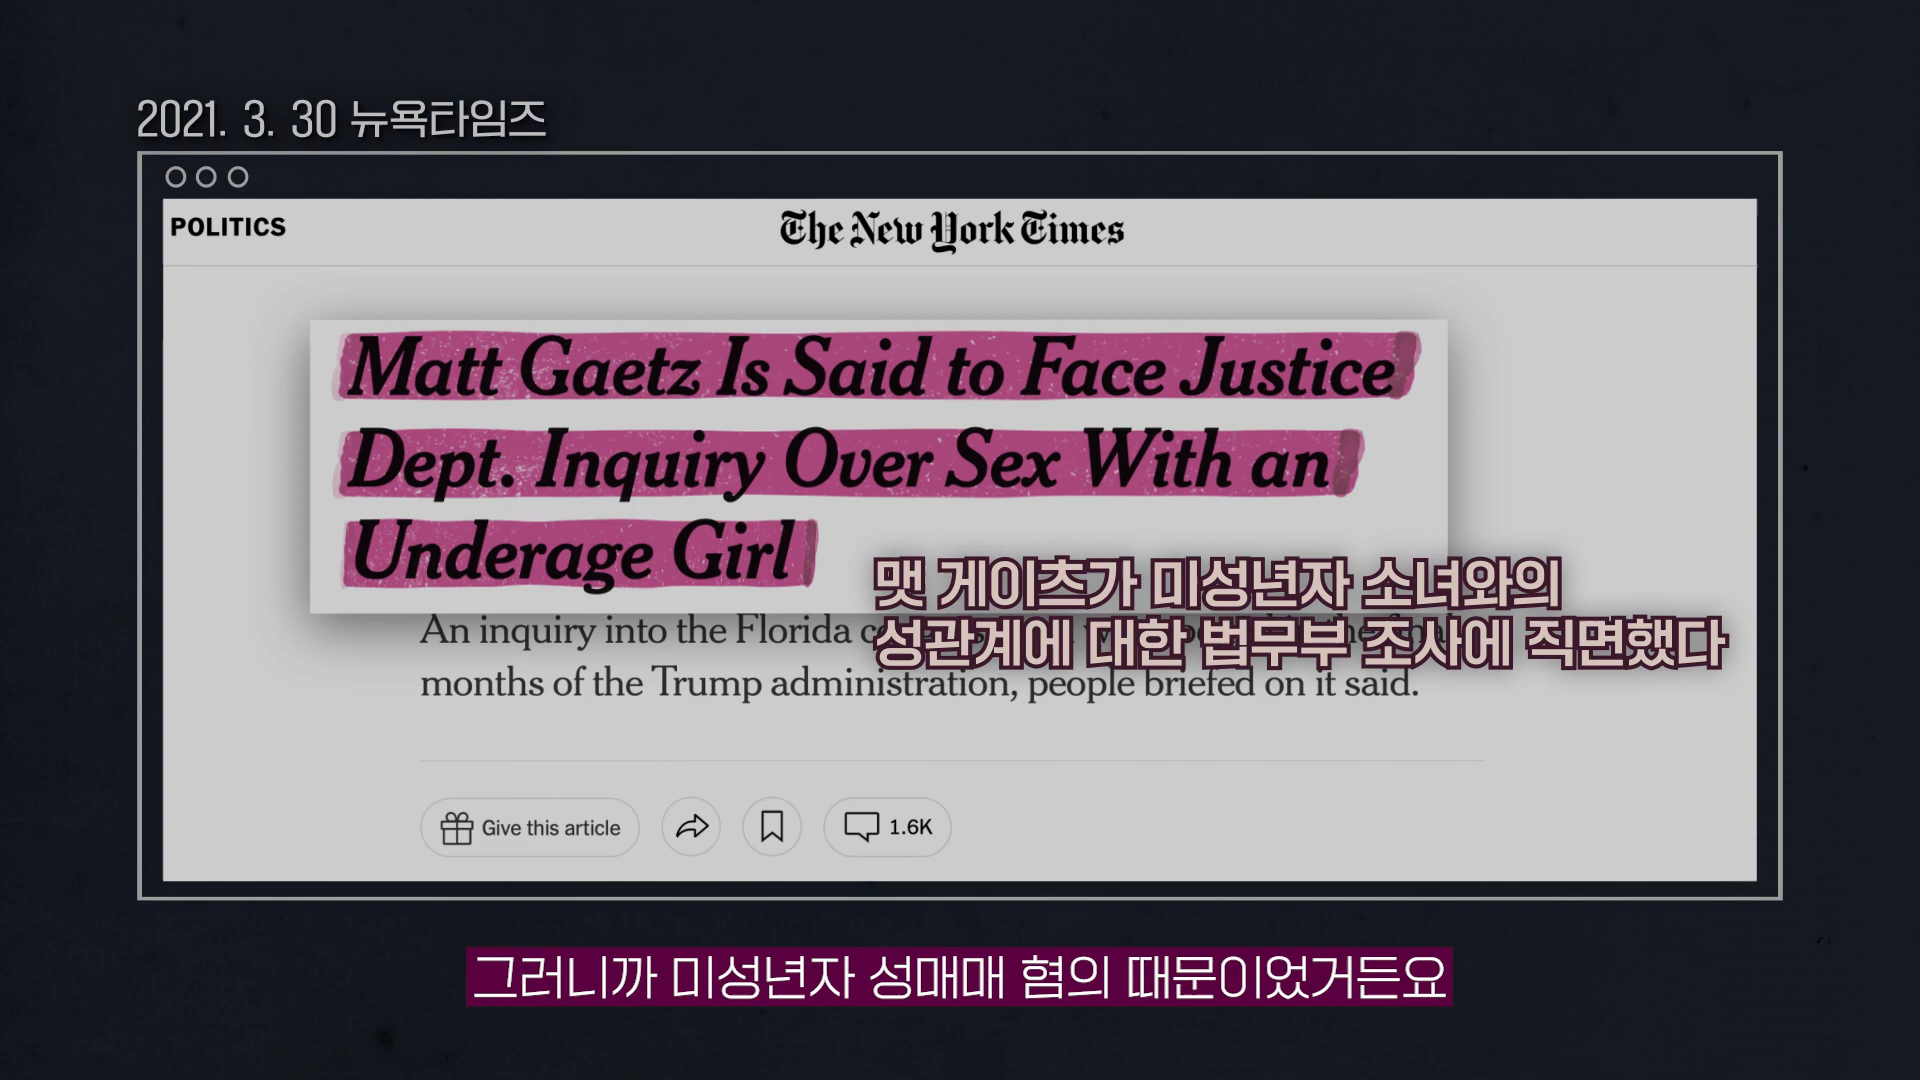 2021. 3. 30 뉴욕타임즈
POLITICS
The New York Times
Matt Gaetz Is Said to Face Justice
Dept. Inquiry Over Sex With an
Underage Girl
맷 게이츠가 미성년자 소녀와의
성관계에 대한 법무부 조사에 직면했다
An inquiry into the Florida
months of the Trump administration, people briefed on it said.
Give this article
1.6K
그러니까 미성년자 성매매 혐의 때문이었거든요